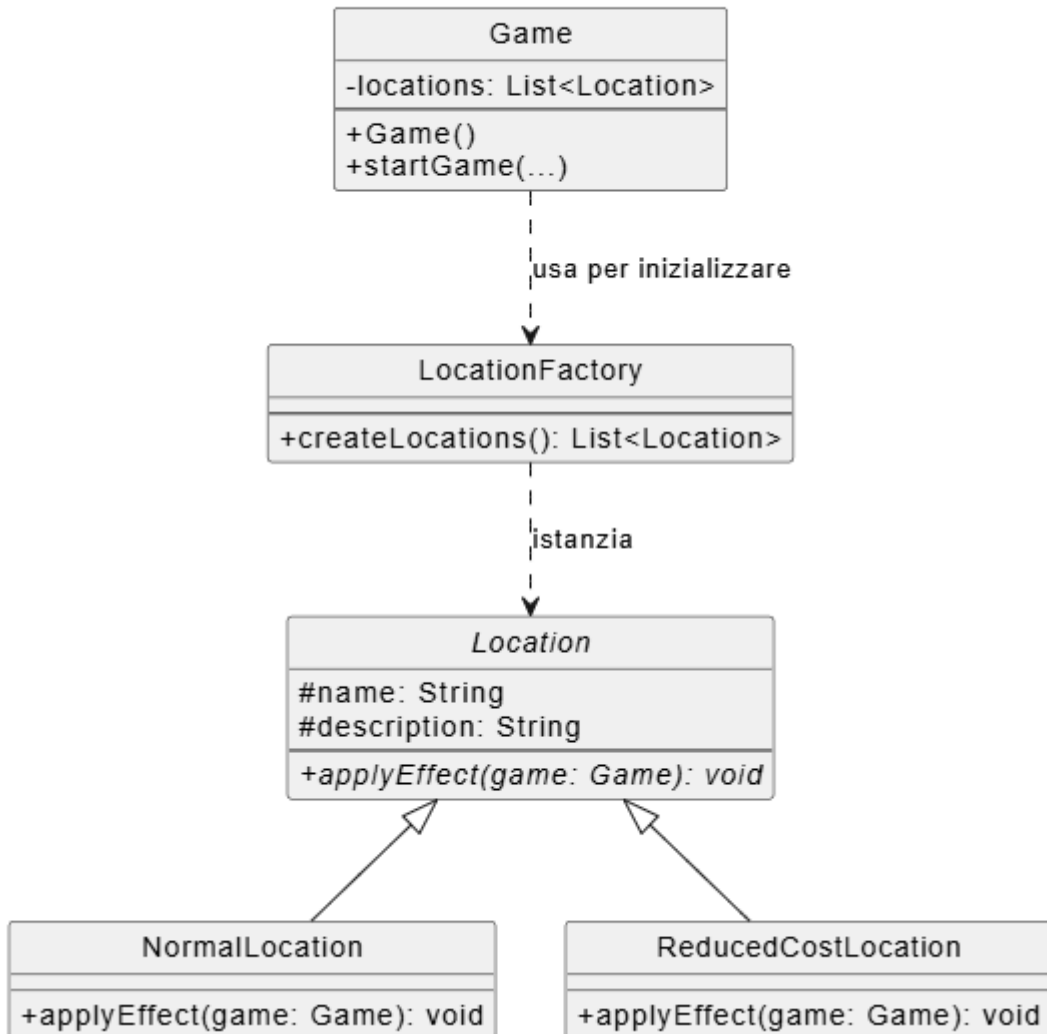 Game
-locations: List<Location>
+Game()
+startGame(...)
usa per inizializzare
LocationFactory
+createLocations(): List<Location>
istanzia
Location
#name: String
#description: String
+applyEffect(game: Game): void
NormalLocation
+applyEffect(game: Game): void
ReducedCostLocation
+applyEffect(game: Game): void